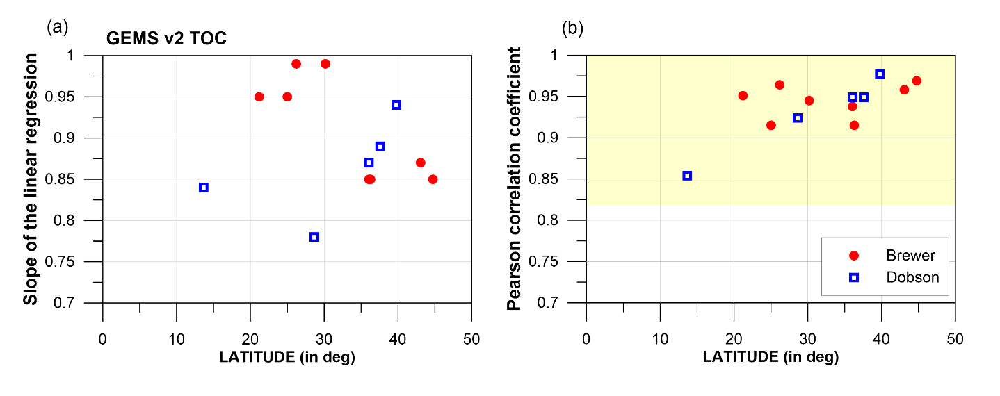 (a)
GEMS v2 TOC
Slope of the linear regression
1
0.95
0.9
0.85
0.8
0.75
0.7
0 10 20 30 40 50
LATITUDE (in deg)
(b)
Pearson correlation coefficient
1
0.95
0.9
0.85
0.8
0.75
0.7
Brewer
Dobson
0 10 20 30 40 50
LATITUDE (in deg)